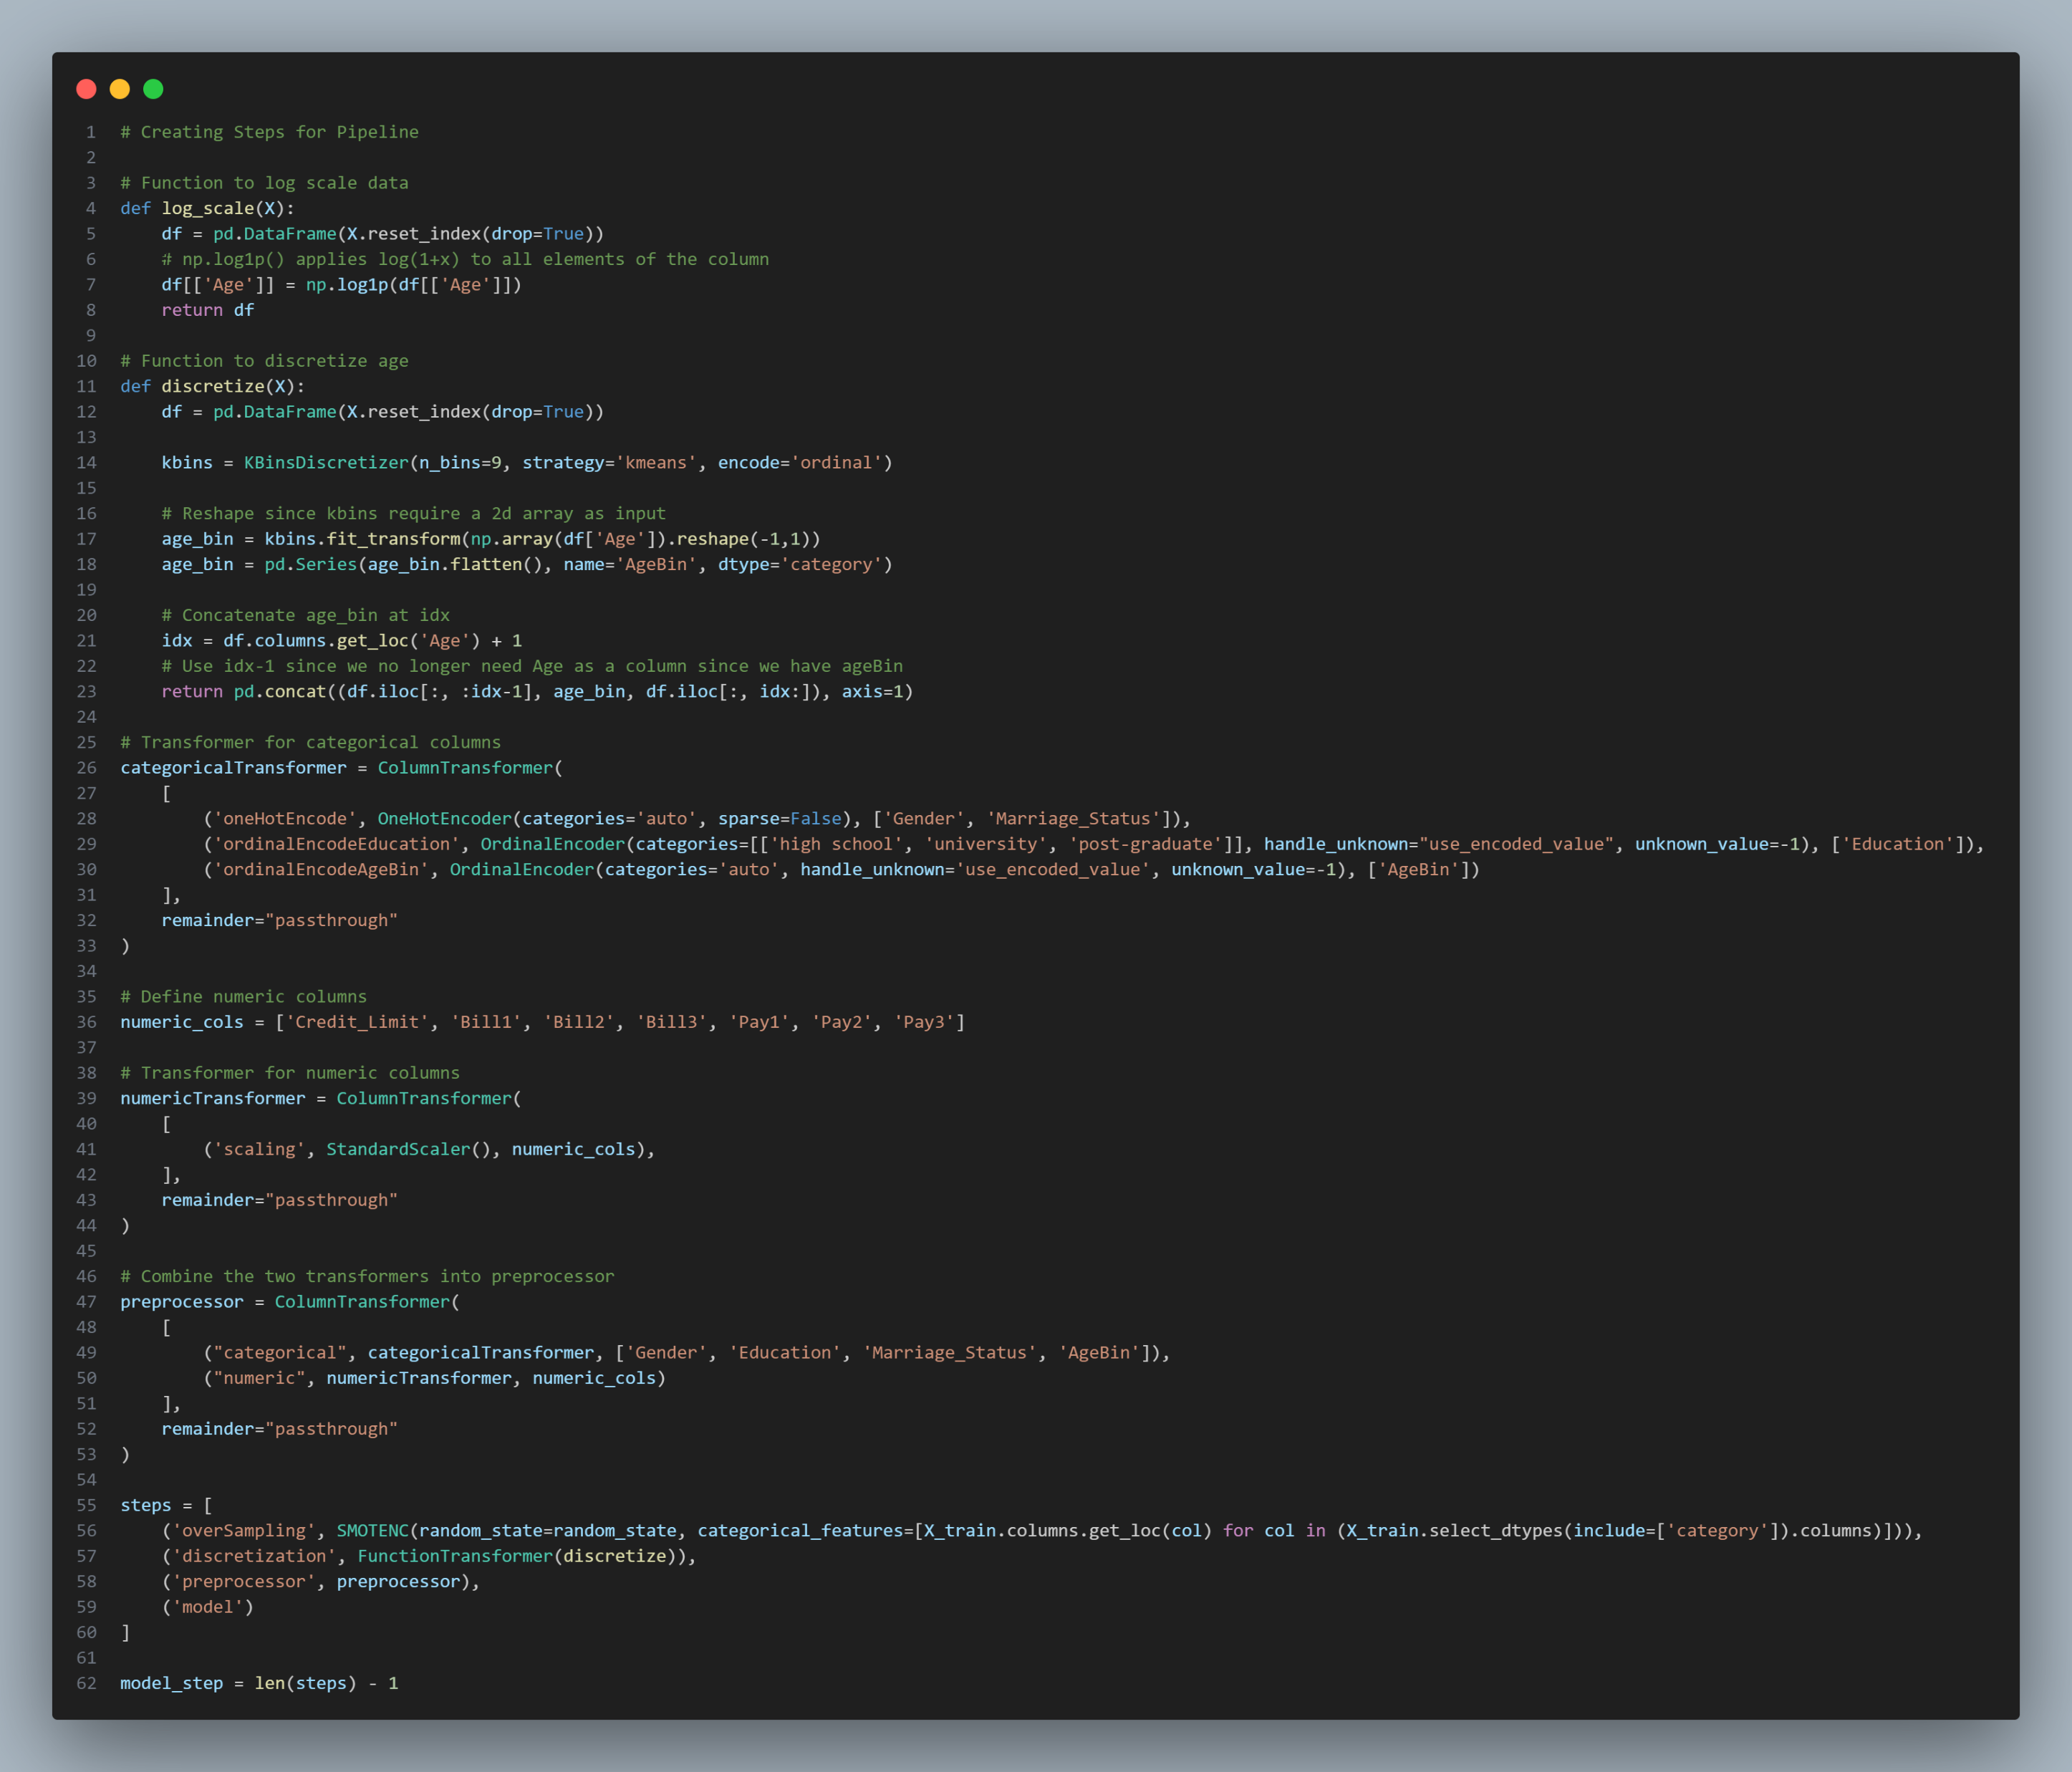 1 # Creating Steps for Pipeline
2
3 # Function to log scale data
4 def log_scale(X):
5     df = pd.DataFrame(X.reset_index(drop=True))
6     # np.log1p() applies log(1+x) to all elements of the column
7     df[['Age']] = np.log1p(df[['Age']])
8     return df
9
10 # Function to discretize age
11 def discretize(X):
12     df = pd.DataFrame(X.reset_index(drop=True))
13
14     kbins = KBinsDiscretizer(n_bins=9, strategy='kmeans', encode='ordinal')
15
16     # Reshape since kbins require a 2d array as input
17     age_bin = kbins.fit_transform(np.array(df['Age']).reshape(-1,1))
18     age_bin = pd.Series(age_bin.flatten(), name='AgeBin', dtype='category')
19
20     # Concatenate age_bin at idx
21     idx = df.columns.get_loc('Age') + 1
22     # Use idx-1 since we no longer need Age as a column since we have ageBin
23     return pd.concat((df.iloc[:, :idx-1], age_bin, df.iloc[:, idx:]), axis=1)
24
25 # Transformer for categorical columns
26 categoricalTransformer = ColumnTransformer(
27     [
28         ('oneHotEncode', OneHotEncoder(categories='auto', sparse=False), ['Gender', 'Marriage_Status']),
29         ('ordinalEncodeEducation', OrdinalEncoder(categories=[['high school', 'university', 'post-graduate']], handle_unknown="use_encoded_value", unknown_value=-1), ['Education']),
30         ('ordinalEncodeAgeBin', OrdinalEncoder(categories='auto', handle_unknown='use_encoded_value', unknown_value=-1), ['AgeBin'])
31     ],
32     remainder="passthrough"
33 )
34
35 # Define numeric columns
36 numeric_cols = ['Credit_Limit', 'Bill1', 'Bill2', 'Bill3', 'Pay1', 'Pay2', 'Pay3']
37
38 # Transformer for numeric columns
39 numericTransformer = ColumnTransformer(
40     [
41         ('scaling', StandardScaler(), numeric_cols),
42     ],
43     remainder="passthrough"
44 )
45
46 # Combine the two transformers into preprocessor
47 preprocessor = ColumnTransformer(
48     [
49         ("categorical", categoricalTransformer, ['Gender', 'Education', 'Marriage_Status', 'AgeBin']),
50         ("numeric", numericTransformer, numeric_cols)
51     ],
52     remainder="passthrough"
53 )
54
55 steps = [
56     ('overSampling', SMOTENC(random_state=random_state, categorical_features=[X_train.columns.get_loc(col) for col in (X_train.select_dtypes(include=['category']).columns)])),
57     ('discretization', FunctionTransformer(discretize)),
58     ('preprocessor', preprocessor),
59     ('model')
60 ]
61
62 model_step = len(steps) - 1